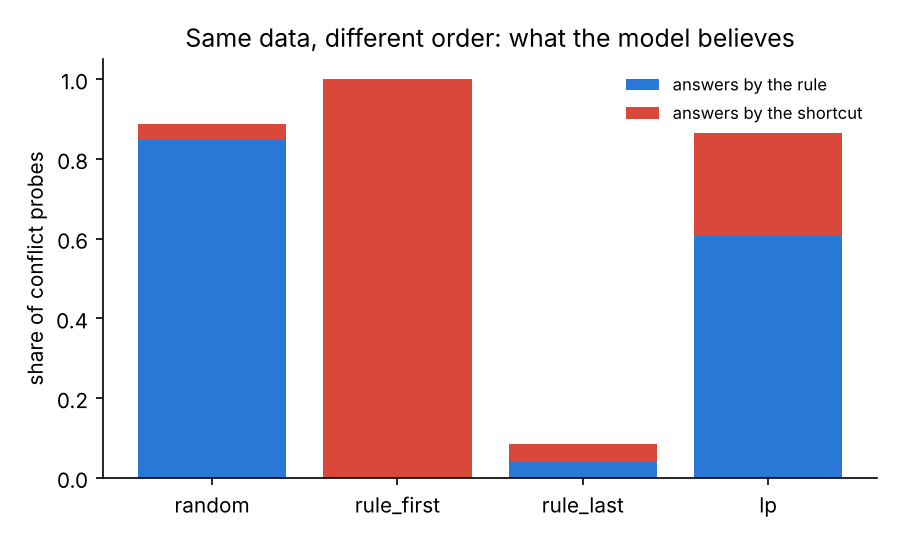 Same data, different order: what the model believes
answers by the rule
answers by the shortcut
share of conflict probes
1.0
0.8
0.6
0.4
0.2
0.0
random
rule_first
rule_last
lp